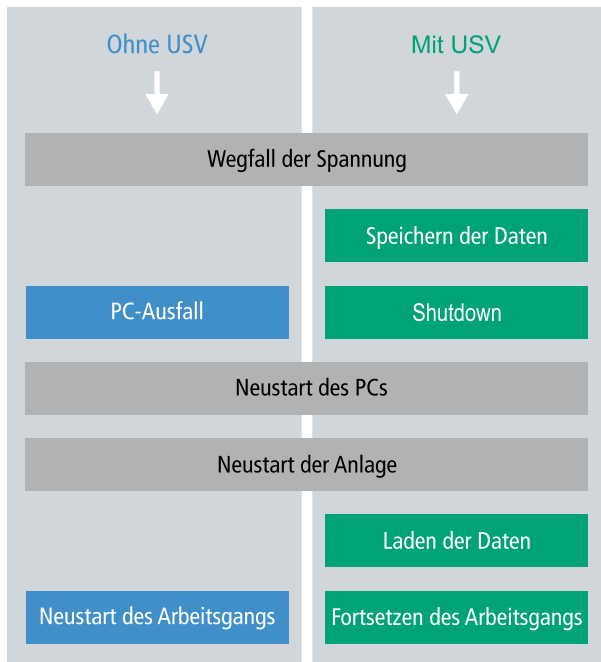 Ohne USV
Mit USV
Wegfall der Spannung
Speichern der Daten
PC-Ausfall
Shutdown
Neustart des PCs
Neustart der Anlage
Laden der Daten
Neustart des Arbeitsgangs
Fortsetzen des Arbeitsgangs